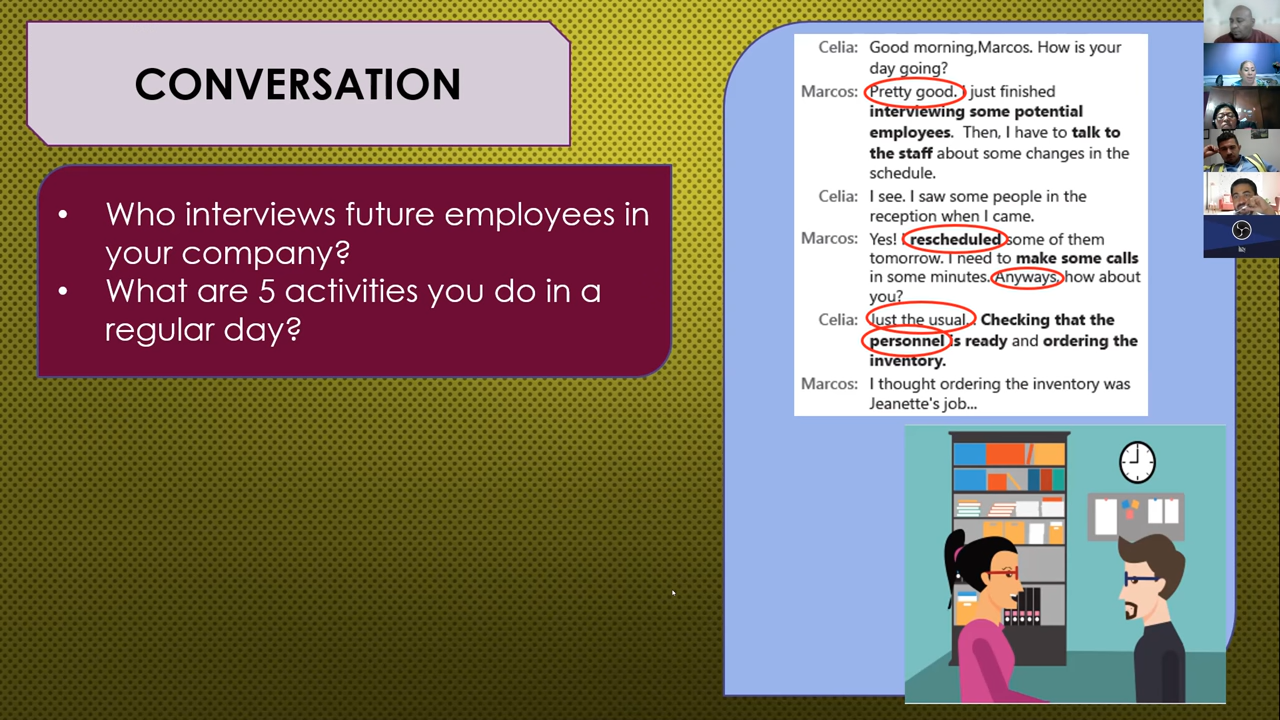 CONVERSATION
• Who interviews future employees in
your company?
• What are 5 activities you do in a
regular day?
Celia: Good morning,Marcos. How is your
day going?
Marcos: Pretty good. I just finished
interviewing some potential
employees. Then, I have to talk to
the staff about some changes in the
schedule.
Celia: I see. I saw some people in the
reception when I came.
Marcos: Yes! I rescheduled some of them
tomorrow. I need to make some calls
in some minutes. Anyways, how about
you?
Celia: Just the usual. Checking that the
personnel is ready and ordering the
inventory.
Marcos: I thought ordering the inventory was
Jeanette's job...